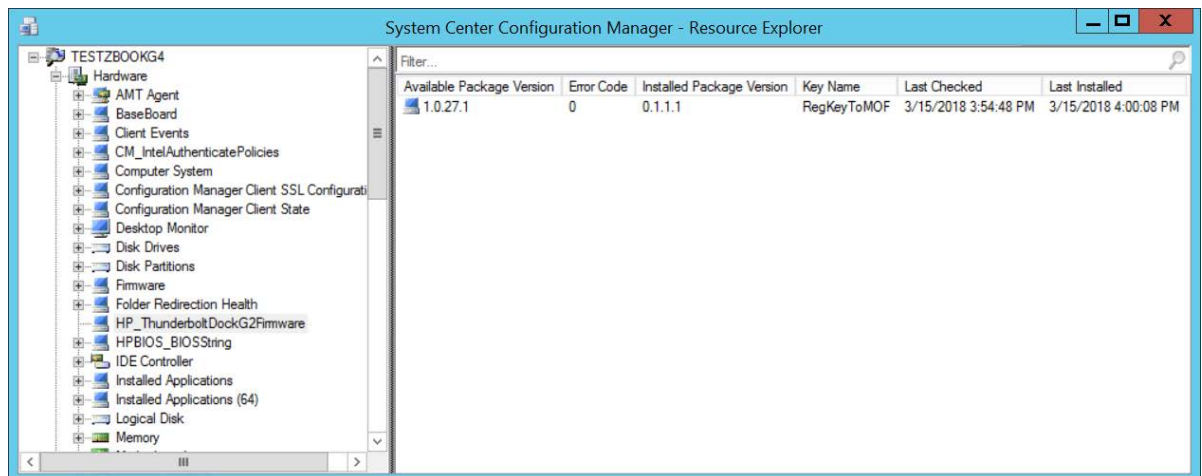 System Center Configuration Manager - Resource Explorer
TESTZBOOKG4
Hardware
AMT Agent
BaseBoard
Client Events
CM_IntelAuthenticatePolicies
Computer System
Configuration Manager Client SSL Configurati
Configuration Manager Client State
Desktop Monitor
Disk Drives
Disk Partitions
Firmware
Folder Redirection Health
HP_ThunderboltDockG2Firmware
HPBIOS_BIOSString
IDE Controller
Installed Applications
Installed Applications (64)
Logical Disk
Memory
Filter...
Available Package Version Error Code Installed Package Version Key Name Last Checked Last Installed
1.0.27.1 0 0.1.1.1 RegKeyToMOF 3/15/2018 3:54:48 PM 3/15/2018 4:00:08 PM